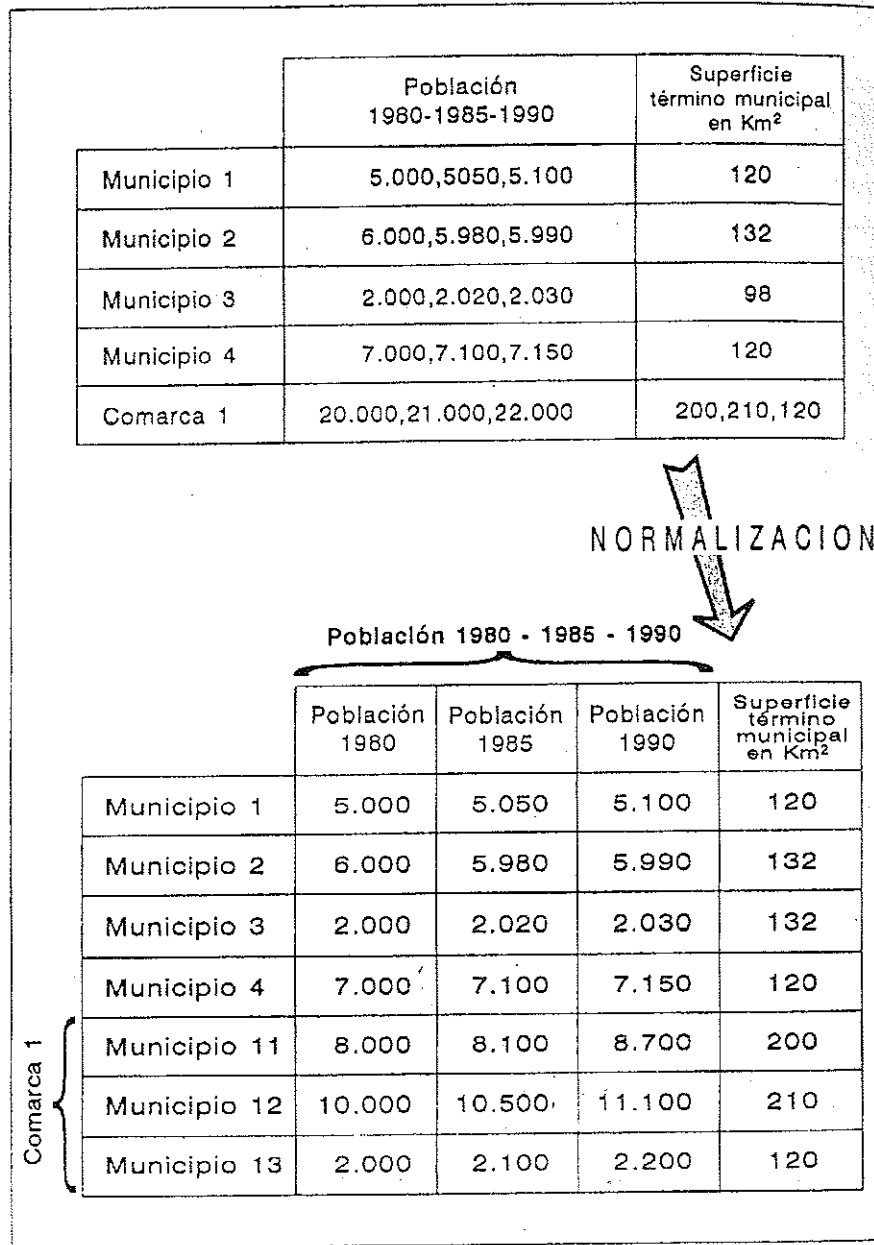 Población
1980-1985-1990
Superficie
término municipal
en Km²
Municipio 1 5.000,5050,5.100 120
Municipio 2 6.000,5.980,5.990 132
Municipio 3 2.000,2.020,2.030 98
Municipio 4 7.000,7.100,7.150 120
Comarca 1 20.000,21.000,22.000 200,210,120
NORMALIZACION
Población 1980 - 1985 - 1990
Población
1980
Población
1985
Población
1990
Superficie
término
municipal
en Km²
Municipio 1 5.000 5.050 5.100 120
Municipio 2 6.000 5.980 5.990 132
Municipio 3 2.000 2.020 2.030 132
Municipio 4 7.000 7.100 7.150 120
Comarca 1
Municipio 11 8.000 8.100 8.700 200
Municipio 12 10.000 10.500 11.100 210
Municipio 13 2.000 2.100 2.200 120